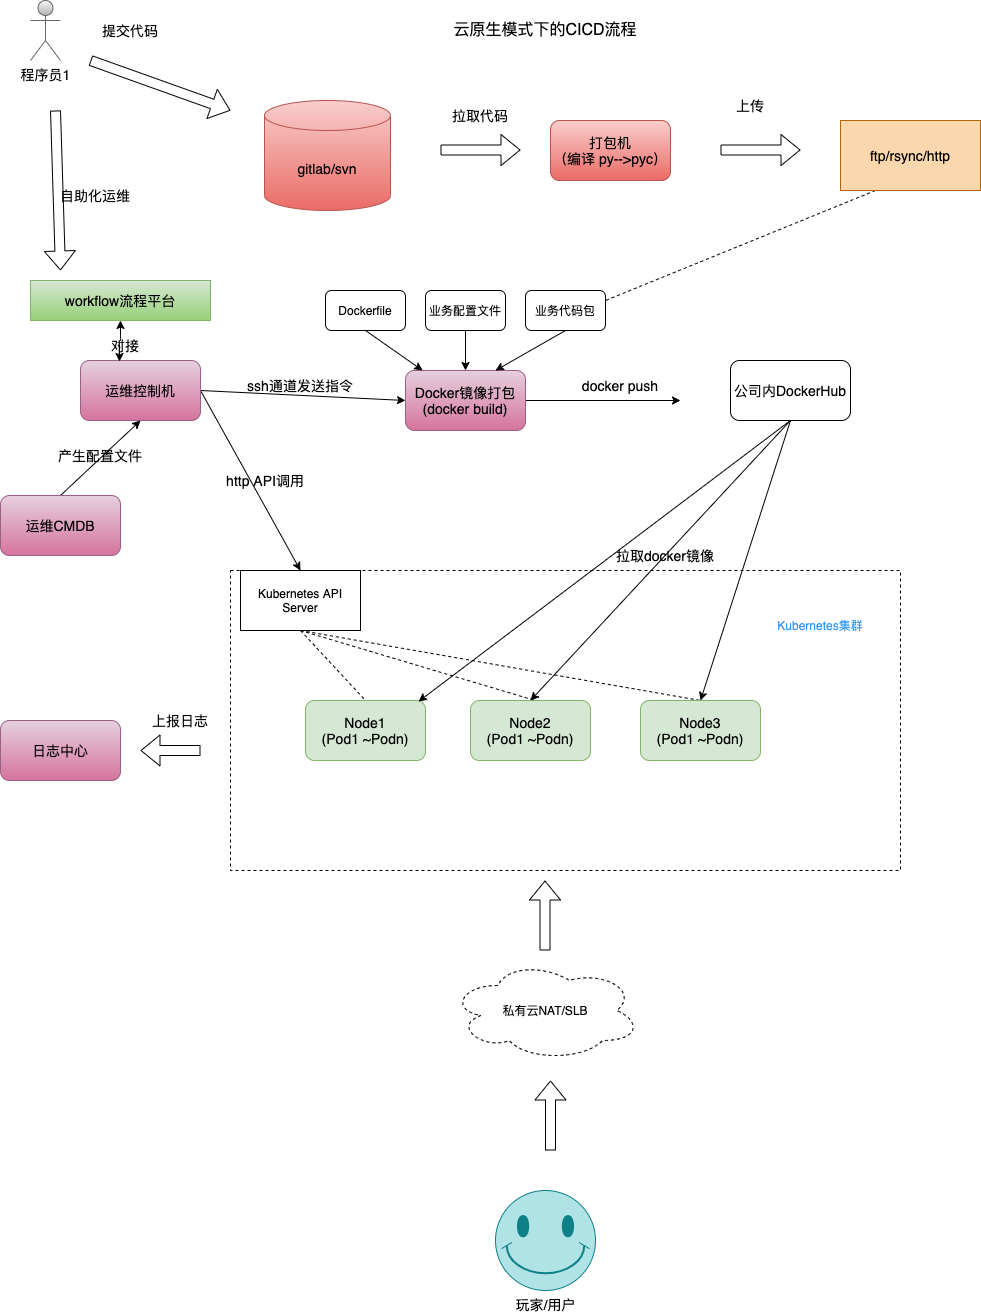 云原生模式下的CICD流程
提交代码
程序员1
gitlab/svn
拉取代码
打包机
（编译 py-->pyc）
上传
ftp/rsync/http
自助化运维
workflow流程平台
对接
运维控制机
产生配置文件
运维CMDB
Dockerfile
业务配置文件
业务代码包
ssh通道发送指令
Docker镜像打包
(docker build)
docker push
公司内DockerHub
http API调用
拉取docker镜像
Kubernetes API
Server
Kubernetes集群
Node1
(Pod1 ~Podn)
Node2
(Pod1 ~Podn)
Node3
(Pod1 ~Podn)
上报日志
日志中心
私有云NAT/SLB
玩家/用户